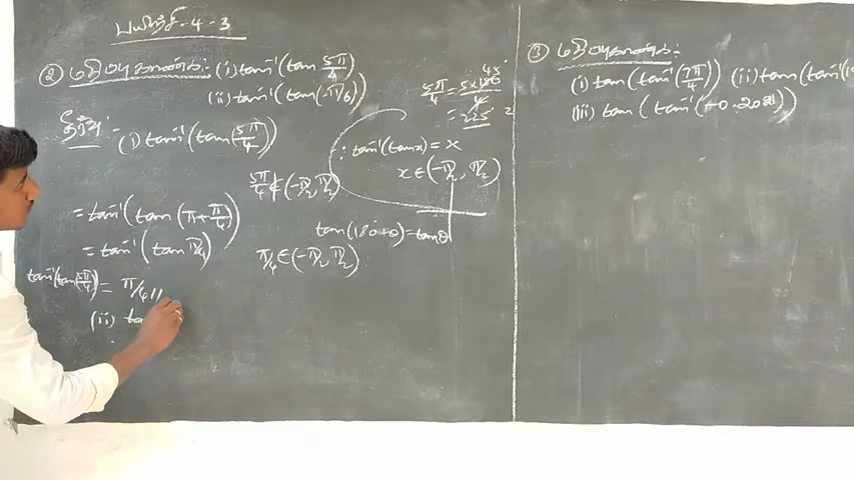 பயிற்சி - 4 - 3
② மதிப்பு காண்க: (i) tan⁻¹(tan 5π/4)
(ii) tan⁻¹(tan(-π/6))
தீர்வு :- (i) tan⁻¹(tan(5π/4))
5π/4 = 5×180/4 45
= 225°
5π/4 ∉ (-π/2, π/2)
∵ tan⁻¹(tan x) = x
x ∈ (-π/2, π/2)
= tan⁻¹(tan(π+π/4))
tan(180+θ) = tanθ
= tan⁻¹(tan π/4)
π/4 ∈ (-π/2, π/2)
tan⁻¹(tan(5π/4)) = π/4 //
(ii) ta
③ மதிப்பு காண்க :-
(i) tan(tan⁻¹(7π/4)) (ii) tan(tan⁻¹(
(iii) tan(tan⁻¹(-0.2021))